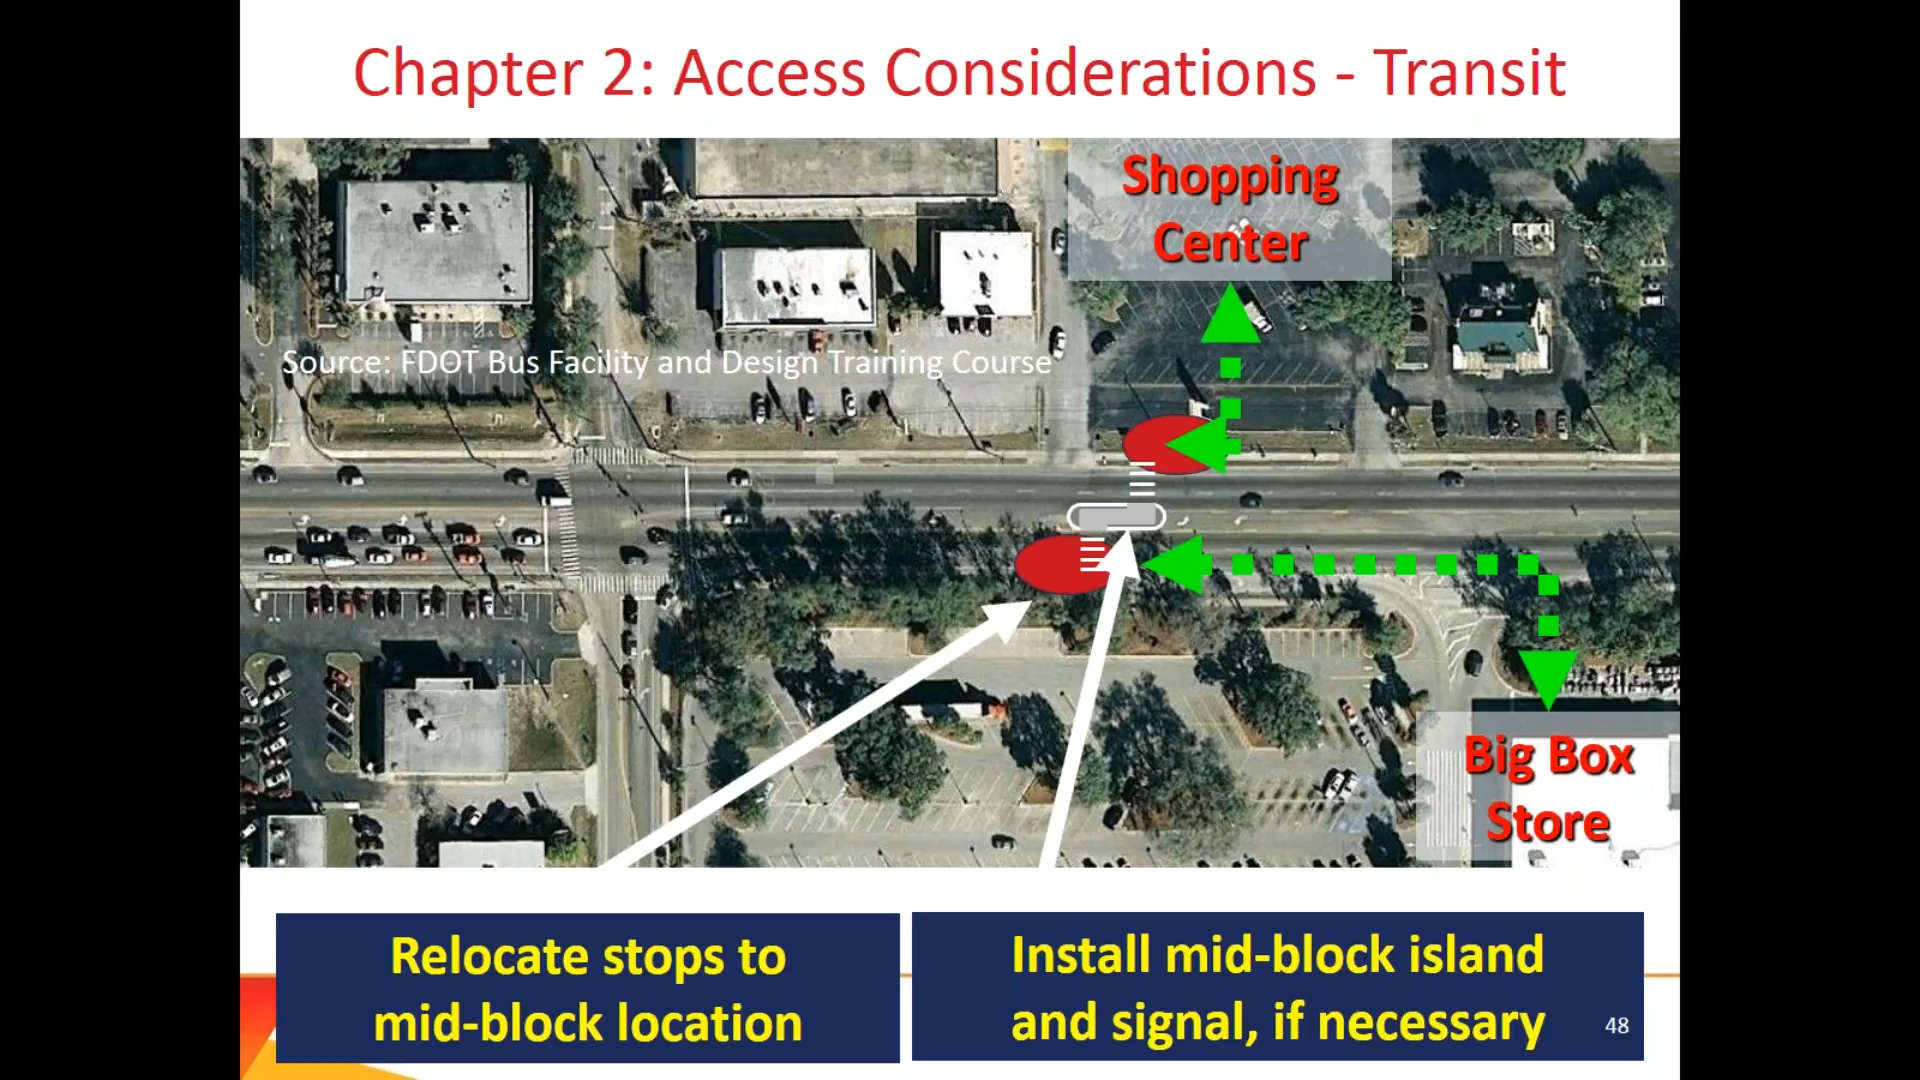 Chapter 2: Access Considerations - Transit
Shopping
Center
Source: FDOT Bus Facility and Design Training Course
Big Box
Store
Relocate stops to
mid-block location
Install mid-block island
and signal, if necessary
48